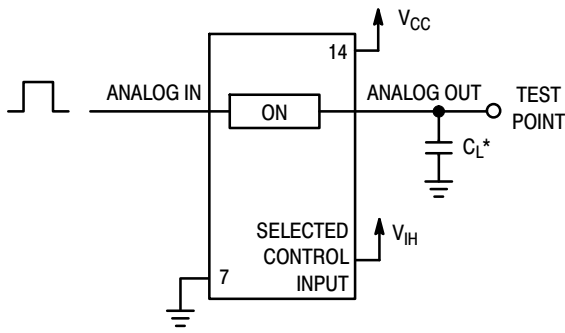 V_CC
14
ANALOG IN
ON
ANALOG OUT
TEST
POINT
C_L*
SELECTED
CONTROL
INPUT
V_IH
7